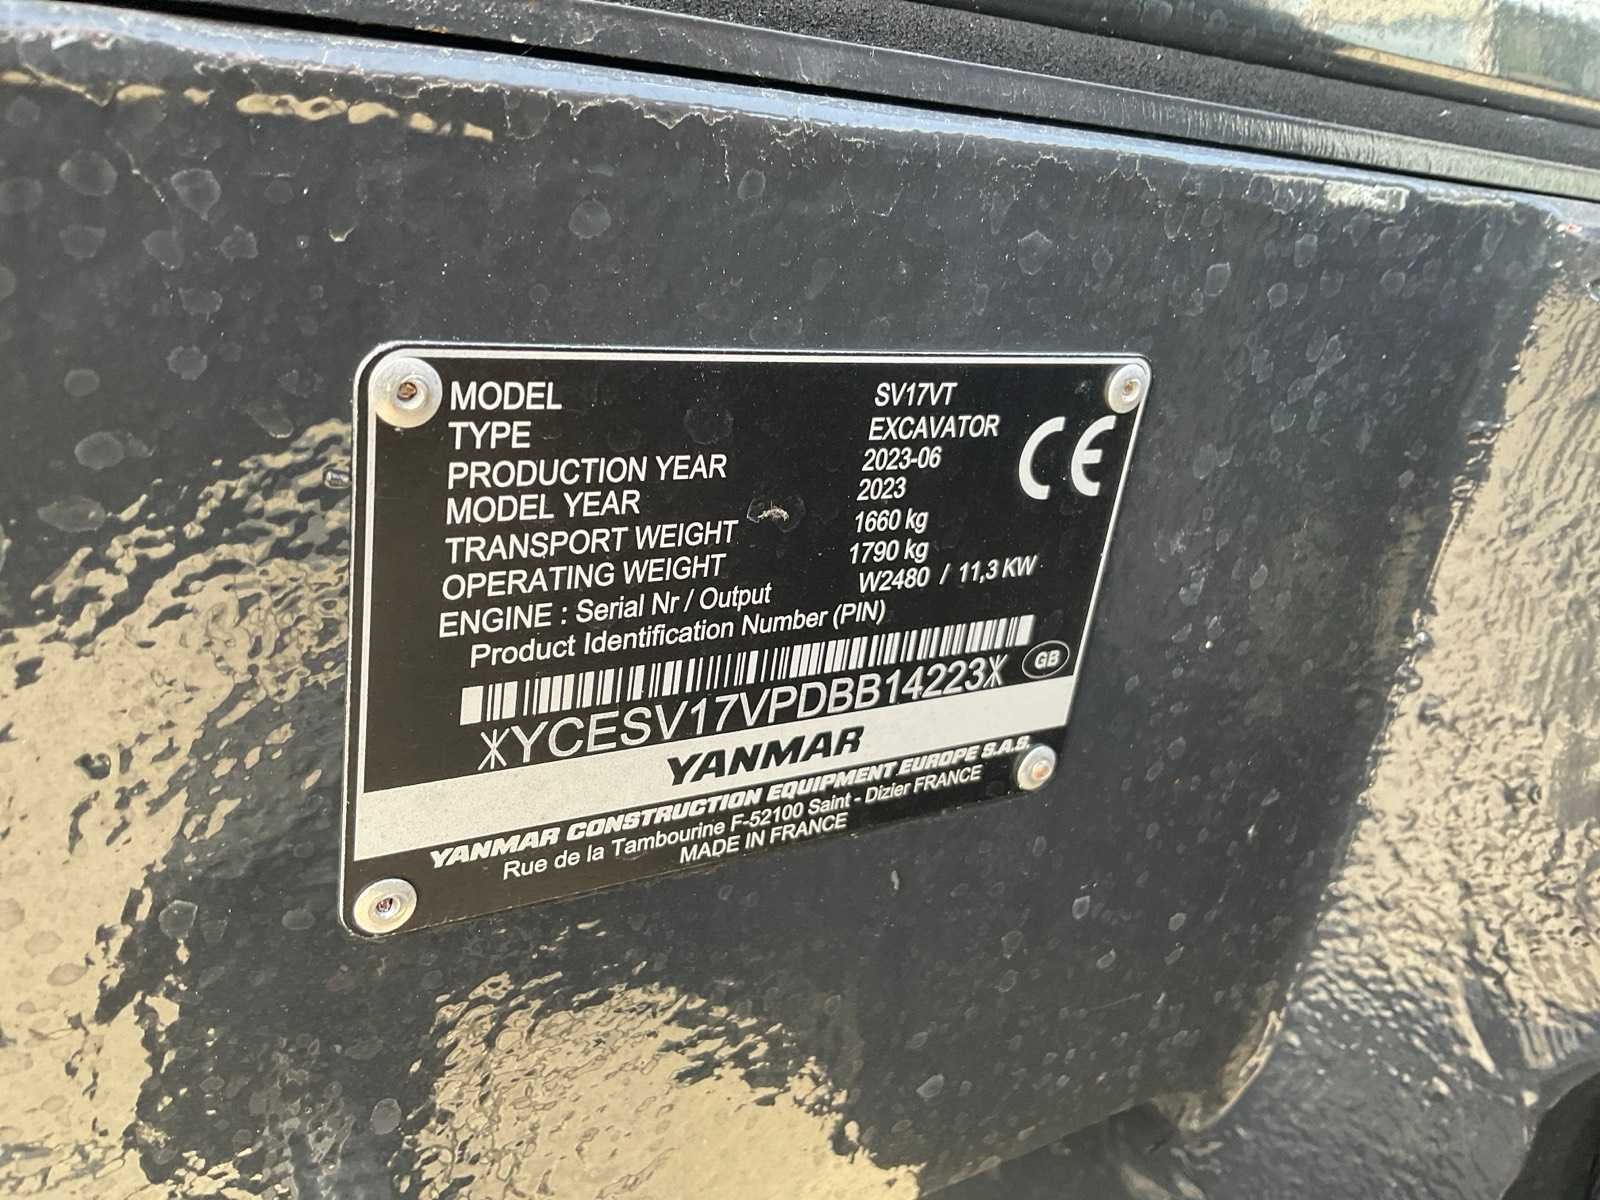 MODEL SV17VT
TYPE EXCAVATOR
PRODUCTION YEAR 2023-06
MODEL YEAR 2023
TRANSPORT WEIGHT 1660 kg
OPERATING WEIGHT 1790 kg
ENGINE : Serial Nr / Output W2480 / 11,3 KW
Product Identification Number (PIN)
CE
YCESV17VPDBB14223
GB
YANMAR
YANMAR CONSTRUCTION EQUIPMENT EUROPE S.A.S.
Rue de la Tambourine F-52100 Saint - Dizier FRANCE
MADE IN FRANCE